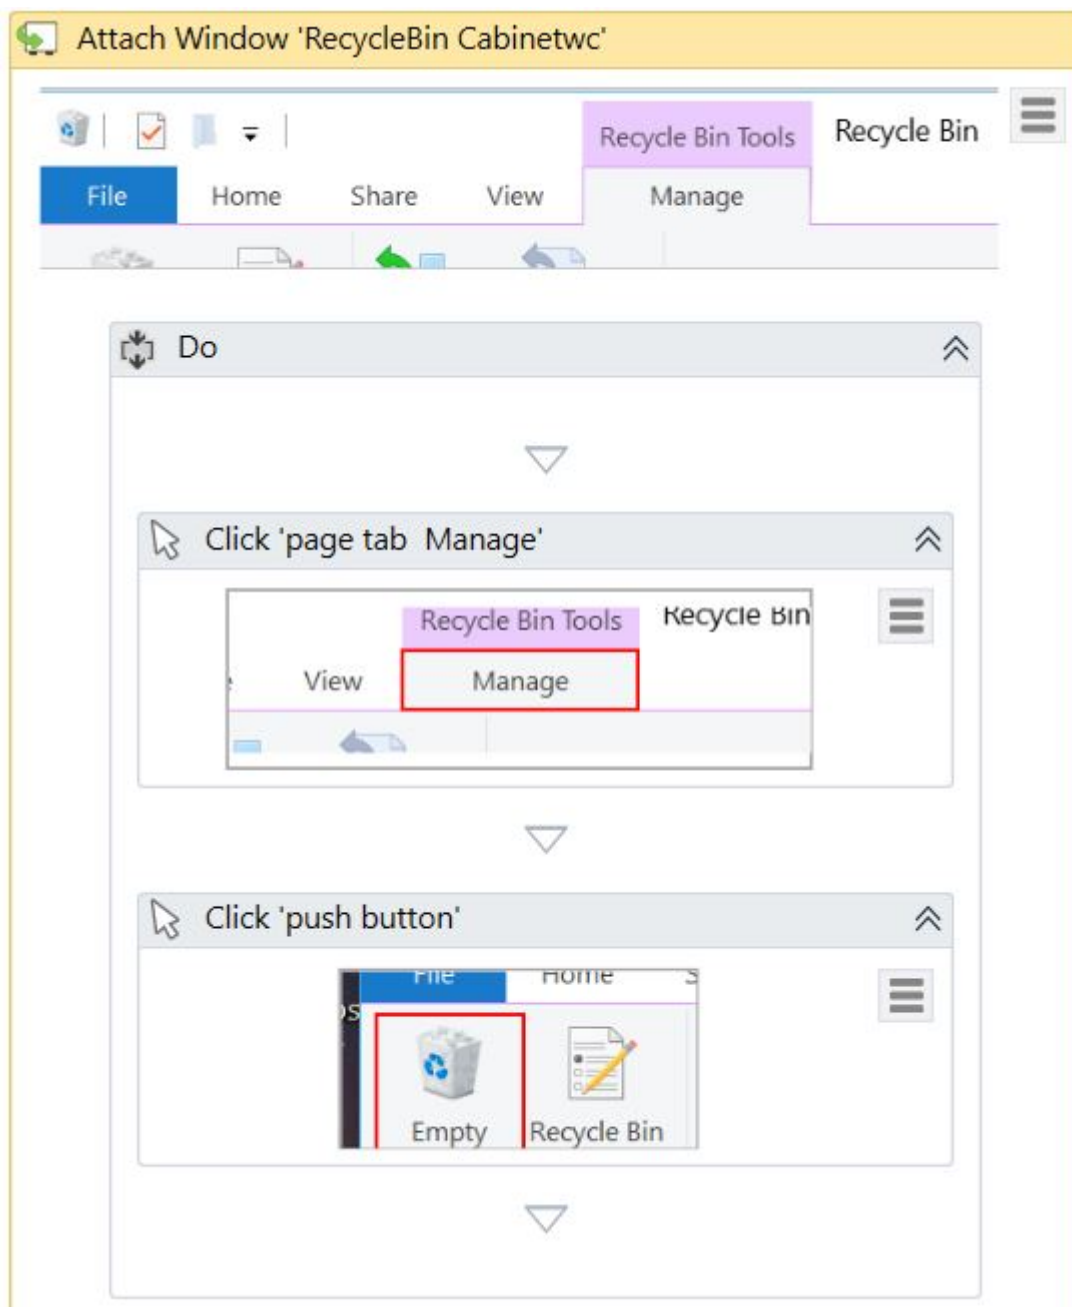 Attach Window 'RecycleBin Cabinetwc'
Recycle Bin Tools Recycle Bin
File Home Share View Manage
Do
Click 'page tab  Manage'
Recycle Bin Tools Recycle Bin
View Manage
Click 'push button'
File Home S
Empty Recycle Bin